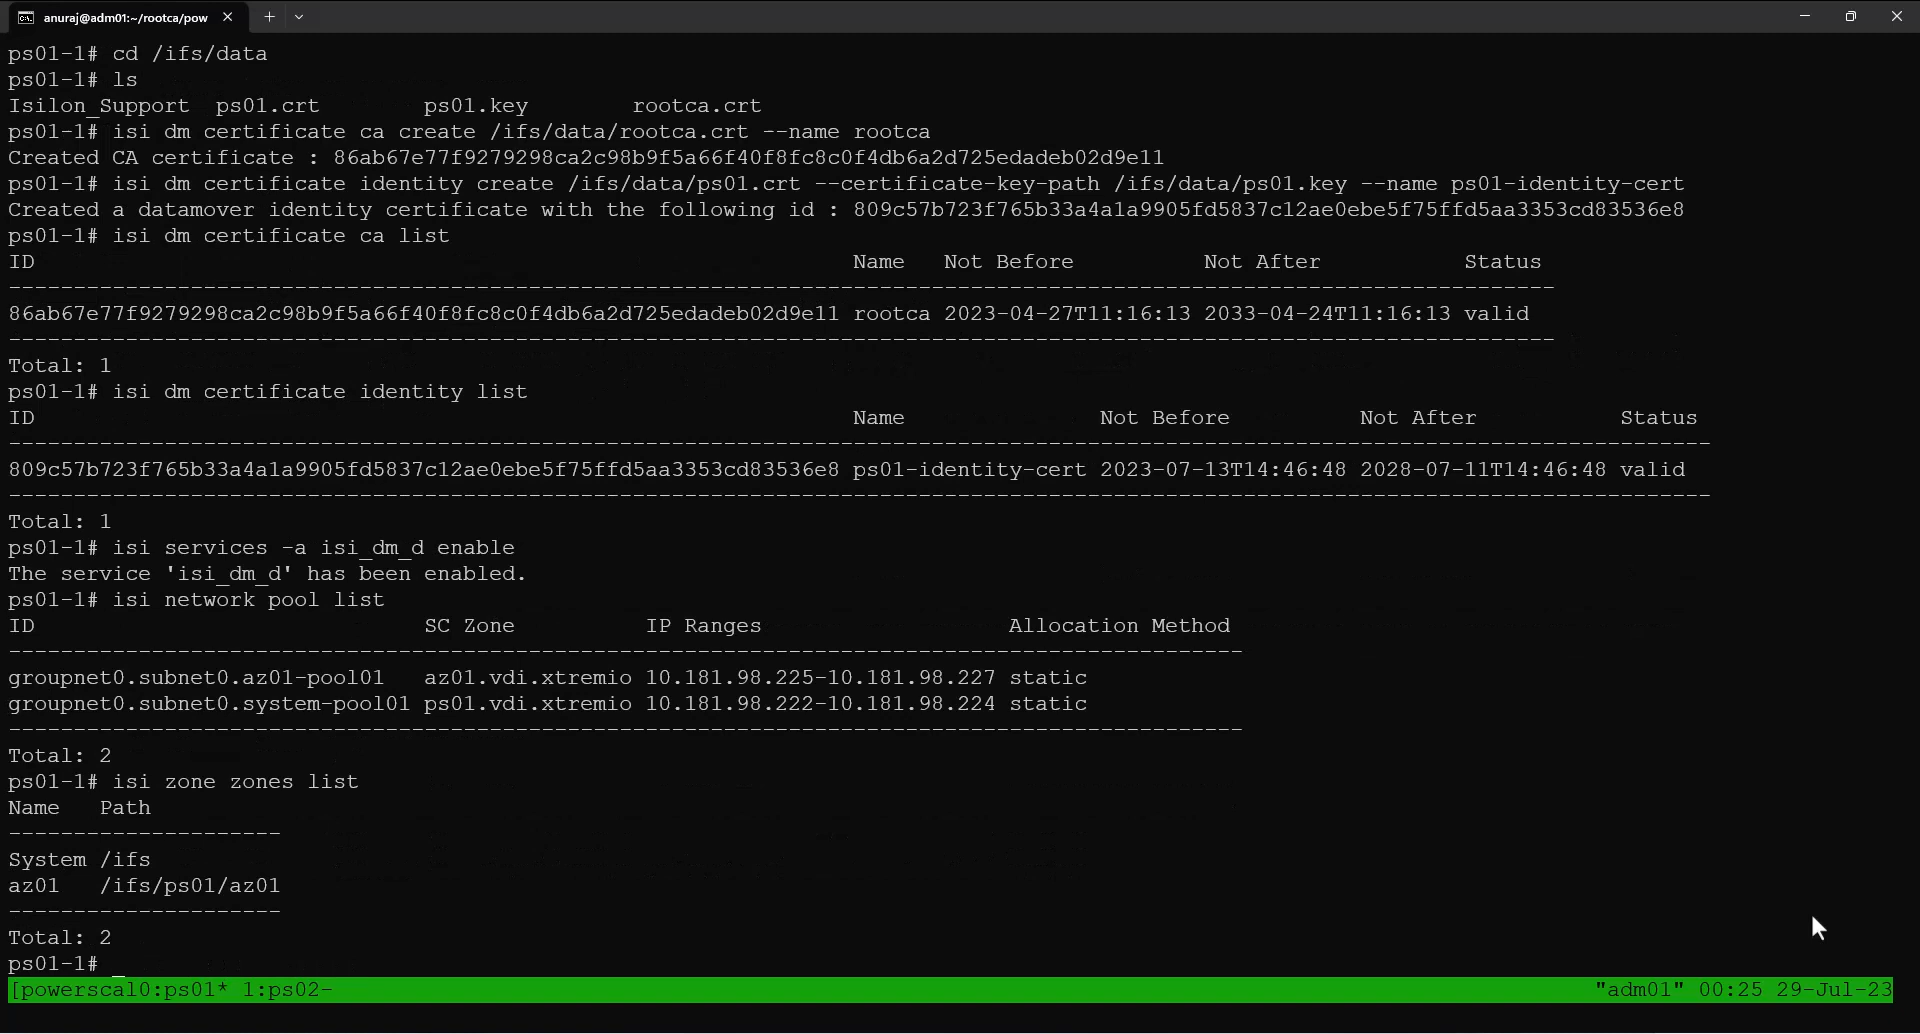 anuraj@adm01:~/rootca/pow
ps01-1# cd /ifs/data
ps01-1# ls
Isilon_Support  ps01.crt        ps01.key        rootca.crt
ps01-1# isi dm certificate ca create /ifs/data/rootca.crt --name rootca
Created CA certificate : 86ab67e77f9279298ca2c98b9f5a66f40f8fc8c0f4db6a2d725edadeb02d9e11
ps01-1# isi dm certificate identity create /ifs/data/ps01.crt --certificate-key-path /ifs/data/ps01.key --name ps01-identity-cert
Created a datamover identity certificate with the following id : 809c57b723f765b33a4a1a9905fd5837c12ae0ebe5f75ffd5aa3353cd83536e8
ps01-1# isi dm certificate ca list
ID                                                               Name   Not Before          Not After           Status
-----------------------------------------------------------------------------------------------------------------------
86ab67e77f9279298ca2c98b9f5a66f40f8fc8c0f4db6a2d725edadeb02d9e11 rootca 2023-04-27T11:16:13 2033-04-24T11:16:13 valid
-----------------------------------------------------------------------------------------------------------------------
Total: 1
ps01-1# isi dm certificate identity list
ID                                                               Name               Not Before          Not After           Status
-----------------------------------------------------------------------------------------------------------------------------------
809c57b723f765b33a4a1a9905fd5837c12ae0ebe5f75ffd5aa3353cd83536e8 ps01-identity-cert 2023-07-13T14:46:48 2028-07-11T14:46:48 valid
-----------------------------------------------------------------------------------------------------------------------------------
Total: 1
ps01-1# isi services -a isi_dm_d enable
The service 'isi_dm_d' has been enabled.
ps01-1# isi network pool list
ID                              SC Zone          IP Ranges                   Allocation Method
-----------------------------------------------------------------------------------------------
groupnet0.subnet0.az01-pool01   az01.vdi.xtremio 10.181.98.225-10.181.98.227 static
groupnet0.subnet0.system-pool01 ps01.vdi.xtremio 10.181.98.222-10.181.98.224 static
-----------------------------------------------------------------------------------------------
Total: 2
ps01-1# isi zone zones list
Name   Path
---------------------
System /ifs
az01   /ifs/ps01/az01
---------------------
Total: 2
ps01-1# _
[powerscal0:ps01* 1:ps02- "adm01" 00:25 29-Jul-23